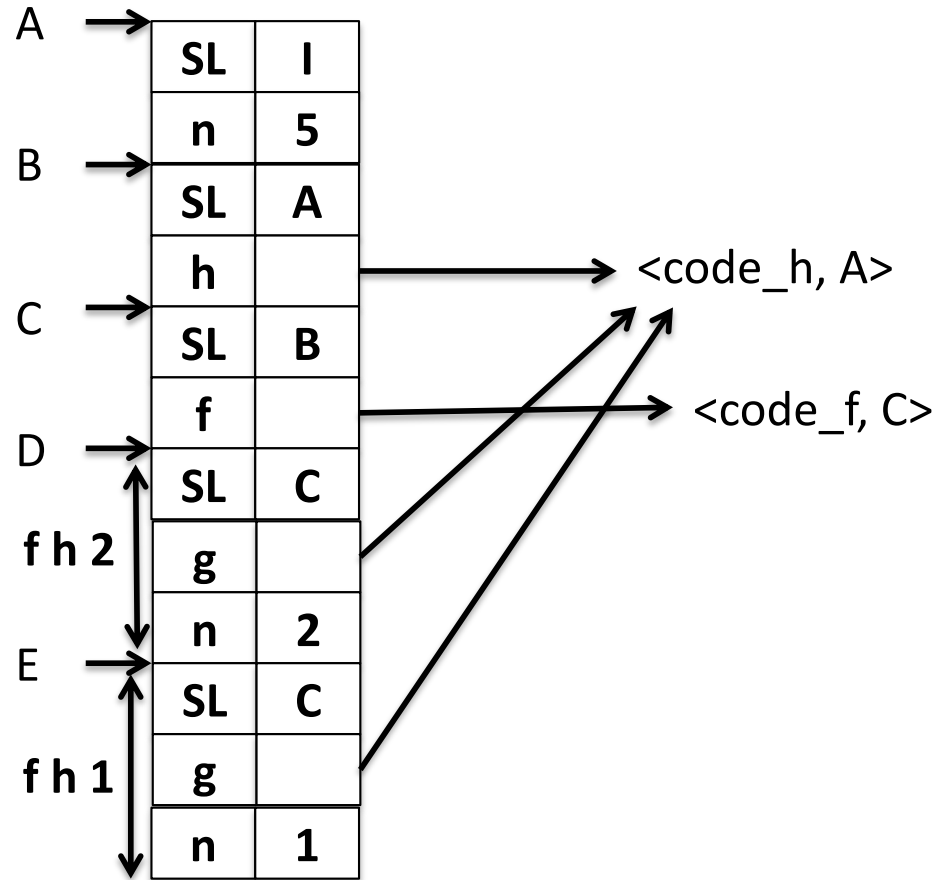 A
SL I
n 5
B
SL A
h <code_h, A>
C
SL B
f <code_f, C>
D
SL C
f h 2
g
n 2
E
SL C
f h 1
g
n 1